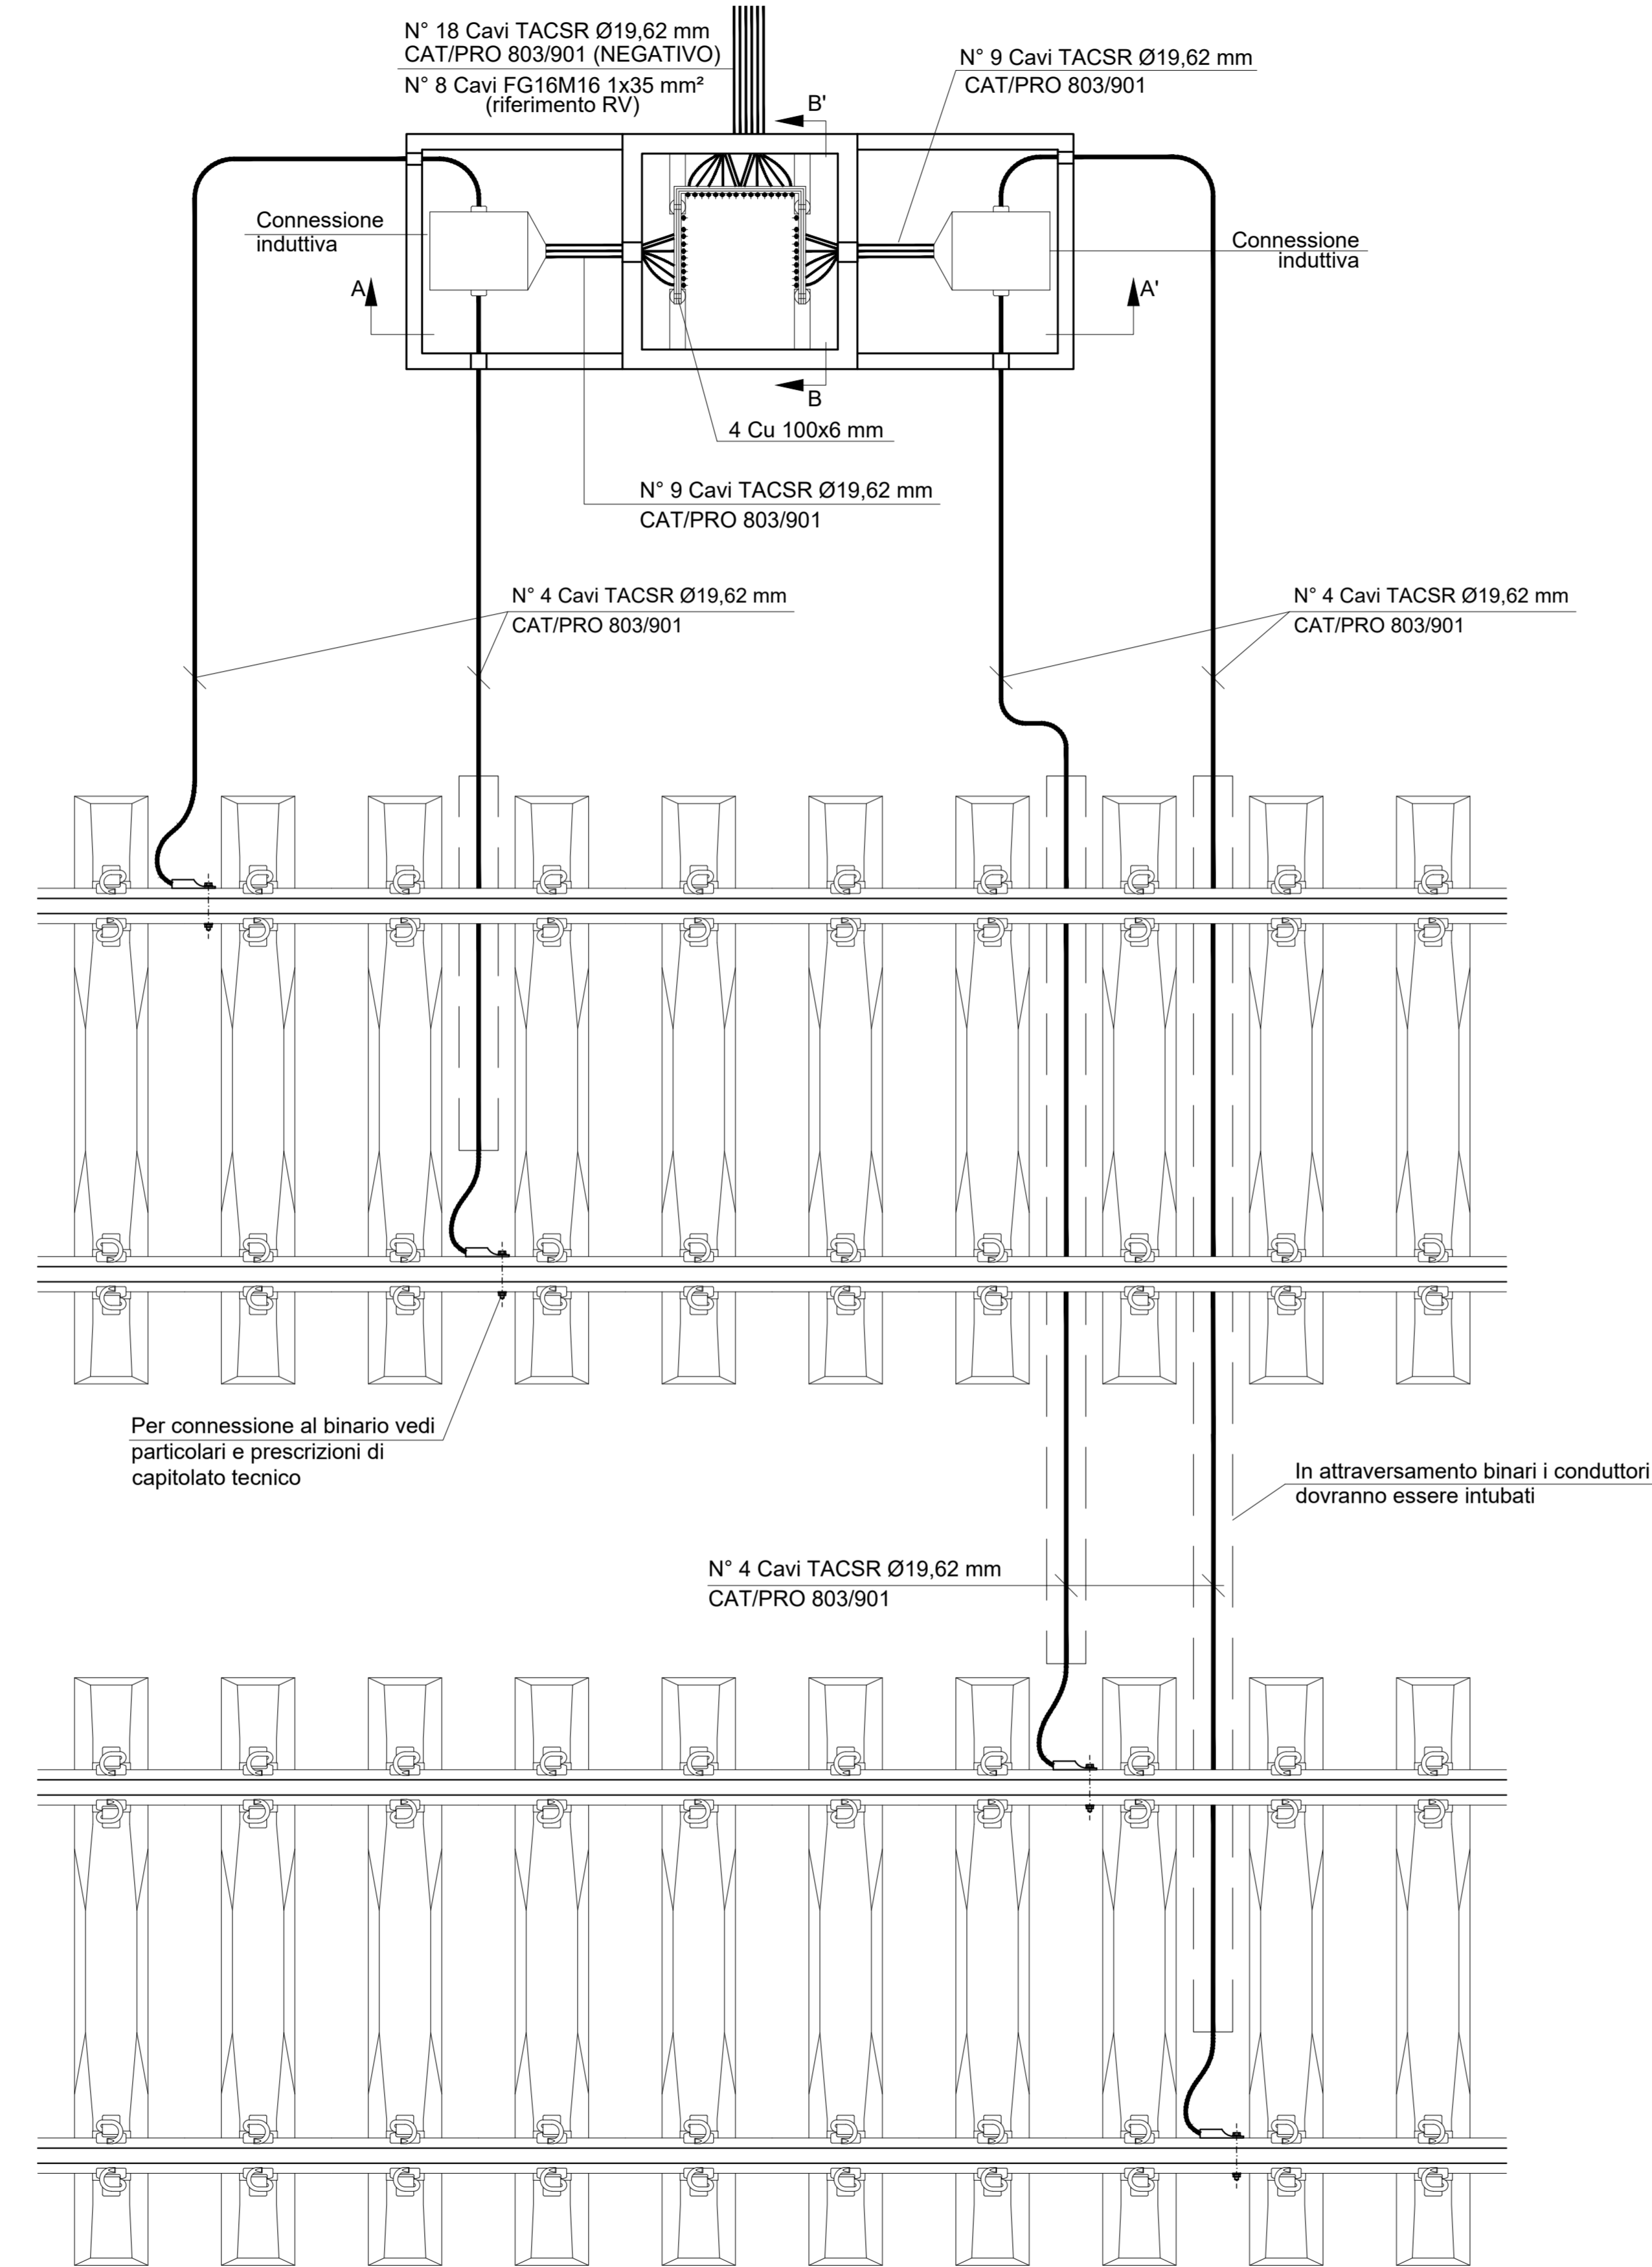 N° 18 Cavi TACSR Ø19,62 mm
CAT/PRO 803/901 (NEGATIVO)
N° 8 Cavi FG16M16 1x35 mm²
(riferimento RV)
N° 9 Cavi TACSR Ø19,62 mm
CAT/PRO 803/901
B'
Connessione
induttiva
Connessione
induttiva
A
A'
B
4 Cu 100x6 mm
N° 9 Cavi TACSR Ø19,62 mm
CAT/PRO 803/901
N° 4 Cavi TACSR Ø19,62 mm
CAT/PRO 803/901
N° 4 Cavi TACSR Ø19,62 mm
CAT/PRO 803/901
Per connessione al binario vedi
particolari e prescrizioni di
capitolato tecnico
In attraversamento binari i conduttori
dovranno essere intubati
N° 4 Cavi TACSR Ø19,62 mm
CAT/PRO 803/901